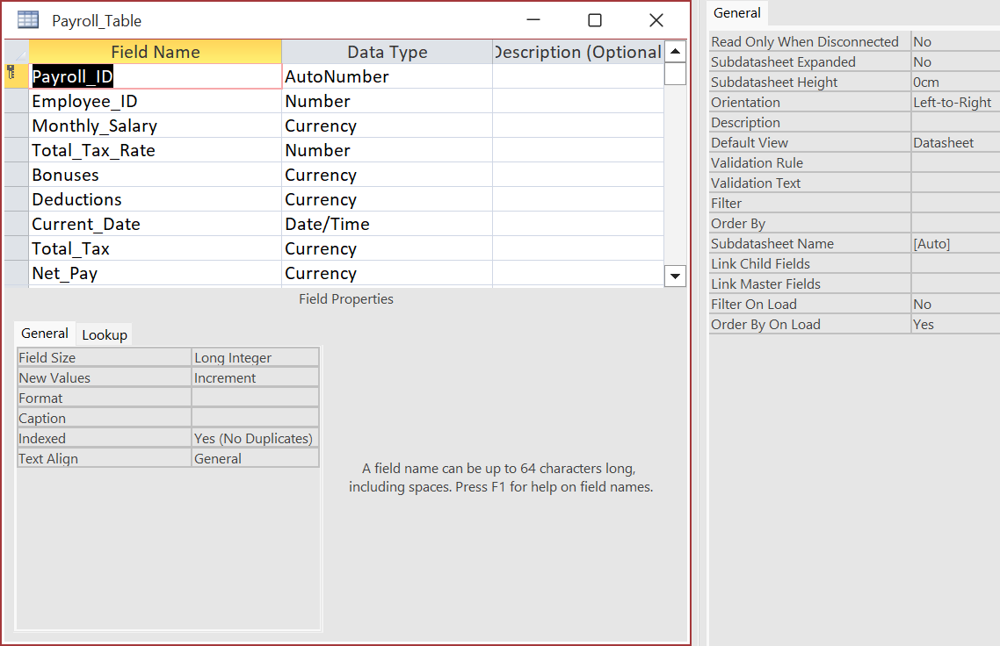 Payroll_Table
Field Name Data Type Description (Optional
Payroll_ID AutoNumber
Employee_ID Number
Monthly_Salary Currency
Total_Tax_Rate Number
Bonuses Currency
Deductions Currency
Current_Date Date/Time
Total_Tax Currency
Net_Pay Currency
Field Properties
General Lookup
Field Size Long Integer
New Values Increment
Format
Caption
Indexed Yes (No Duplicates)
Text Align General
A field name can be up to 64 characters long,
including spaces. Press F1 for help on field names.
General
Read Only When Disconnected No
Subdatasheet Expanded No
Subdatasheet Height 0cm
Orientation Left-to-Right
Description
Default View Datasheet
Validation Rule
Validation Text
Filter
Order By
Subdatasheet Name [Auto]
Link Child Fields
Link Master Fields
Filter On Load No
Order By On Load Yes